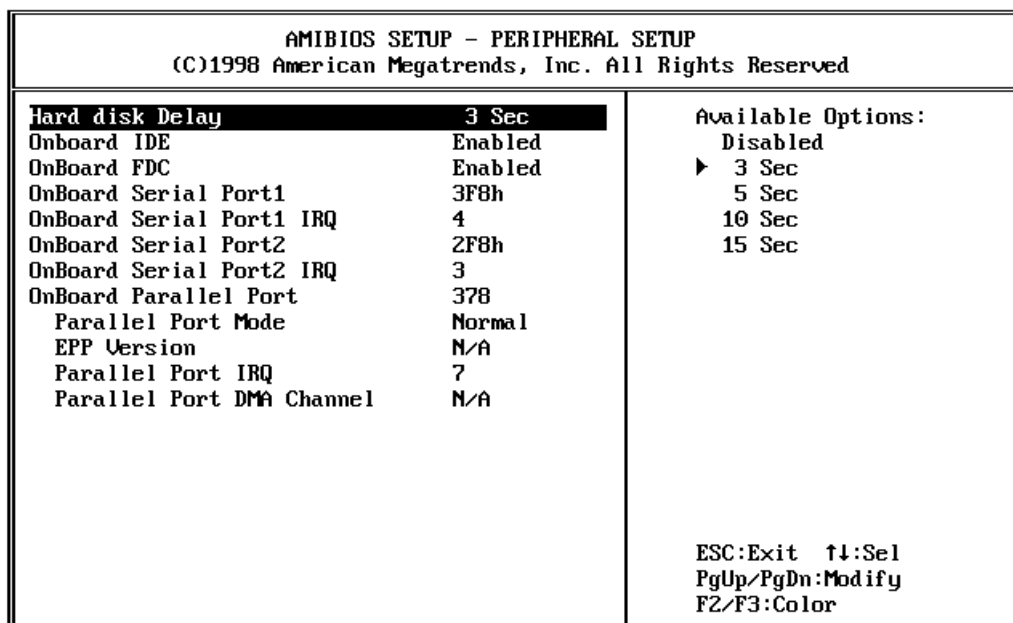 AMIBIOS SETUP - PERIPHERAL SETUP
(C)1998 American Megatrends, Inc. All Rights Reserved
Hard disk Delay 3 Sec
Onboard IDE Enabled
OnBoard FDC Enabled
OnBoard Serial Port1 3F8h
OnBoard Serial Port1 IRQ 4
OnBoard Serial Port2 2F8h
OnBoard Serial Port2 IRQ 3
OnBoard Parallel Port 378
Parallel Port Mode Normal
EPP Version N/A
Parallel Port IRQ 7
Parallel Port DMA Channel N/A
Available Options:
Disabled
► 3 Sec
5 Sec
10 Sec
15 Sec
ESC:Exit ↑↓:Sel
PgUp/PgDn:Modify
F2/F3:Color